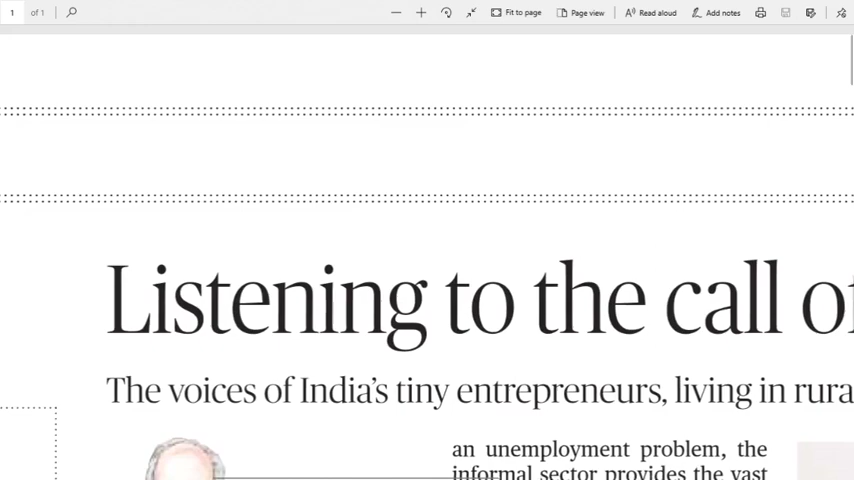 1 of 1 Fit to page Page view Read aloud Add notes
Listening to the call of
The voices of India's tiny entrepreneurs, living in rura
an unemployment problem, the
informal sector provides the vast